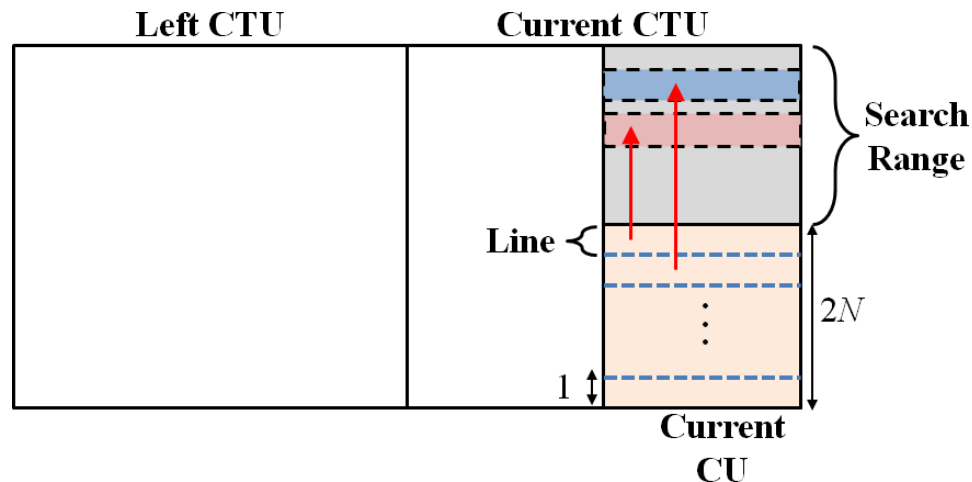 Left CTU
Current CTU
Search
Range
Line
2N
1
Current
CU